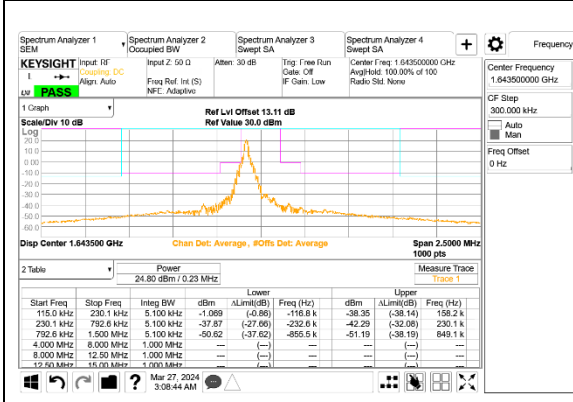 Spectrum Analyzer 1
SEM
Spectrum Analyzer 2
Occupied BW
Spectrum Analyzer 3
Swept SA
Spectrum Analyzer 4
Swept SA
+
Frequency
KEYSIGHT
Input: RF
Coupling: DC
Align: Auto
Input Z: 50 Ω
Freq Ref: Int (S)
NFE: Adaptive
Atten: 30 dB
Trig: Free Run
Gate: Off
IF Gain: Low
Center Freq: 1.643500000 GHz
Avg|Hold: 100.00% of 100
Radio Std: None
PASS
Center Frequency
1.643500000 GHz
CF Step
300.000 kHz
Auto
Man
Freq Offset
0 Hz
1 Graph
Scale/Div 10 dB
Ref Lvl Offset 13.11 dB
Ref Value 30.0 dBm
Log
20.0
10.0
0.00
-10.0
-20.0
-30.0
-40.0
-50.0
-60.0
Disp Center 1.643500 GHz
Chan Det: Average, #Offs Det: Average
Span 2.5000 MHz
1000 pts
2 Table
Power
24.80 dBm / 0.23 MHz
Measure Trace
Trace 1
Lower Upper
Start Freq Stop Freq Integ BW dBm ΔLimit(dB) Freq (Hz) dBm ΔLimit(dB) Freq (Hz)
115.0 kHz 230.1 kHz 5.100 kHz -1.069 (-0.86) -116.8 k -38.35 (-38.14) 158.2 k
230.1 kHz 792.6 kHz 5.100 kHz -37.87 (-27.66) -232.6 k -42.29 (-32.08) 230.1 k
792.6 kHz 1.500 MHz 5.100 kHz -50.62 (-37.62) -855.5 k -51.19 (-38.19) 849.1 k
4.000 MHz 8.000 MHz 1.000 MHz --- (---) --- --- (---) ---
8.000 MHz 12.50 MHz 1.000 MHz --- (---) --- --- (---) ---
12.50 MHz 15.00 MHz 1.000 MHz --- (---) --- --- (---) ---
?
Mar 27, 2024
3:08:44 AM